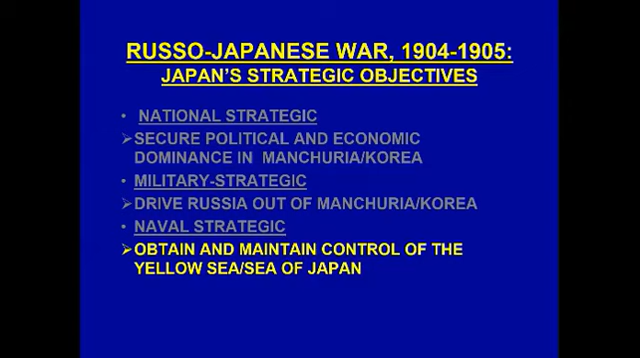 RUSSO-JAPANESE WAR, 1904-1905:
JAPAN'S STRATEGIC OBJECTIVES
• NATIONAL STRATEGIC
➢SECURE POLITICAL AND ECONOMIC
DOMINANCE IN MANCHURIA/KOREA
• MILITARY-STRATEGIC
➢DRIVE RUSSIA OUT OF MANCHURIA/KOREA
• NAVAL STRATEGIC
➢OBTAIN AND MAINTAIN CONTROL OF THE
YELLOW SEA/SEA OF JAPAN